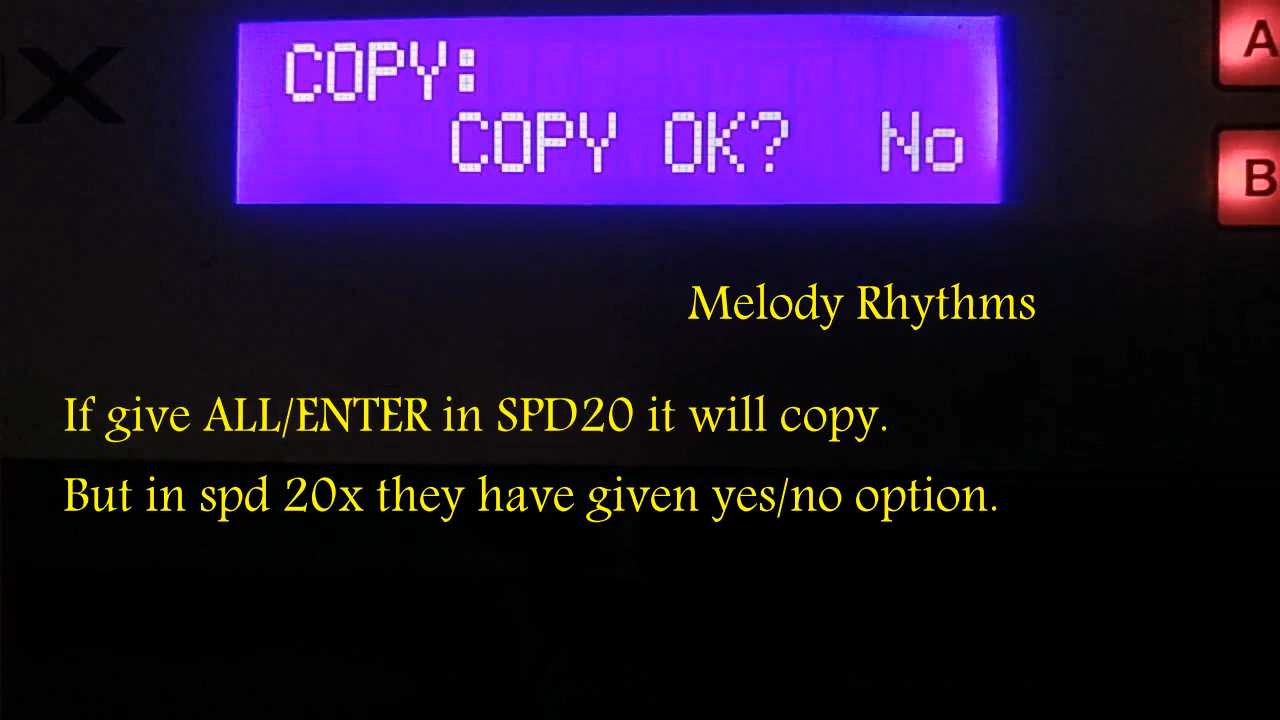 X
COPY:
COPY OK? No
A
B
Melody Rhythms
If give ALL/ENTER in SPD20 it will copy.
But in spd 20x they have given yes/no option.